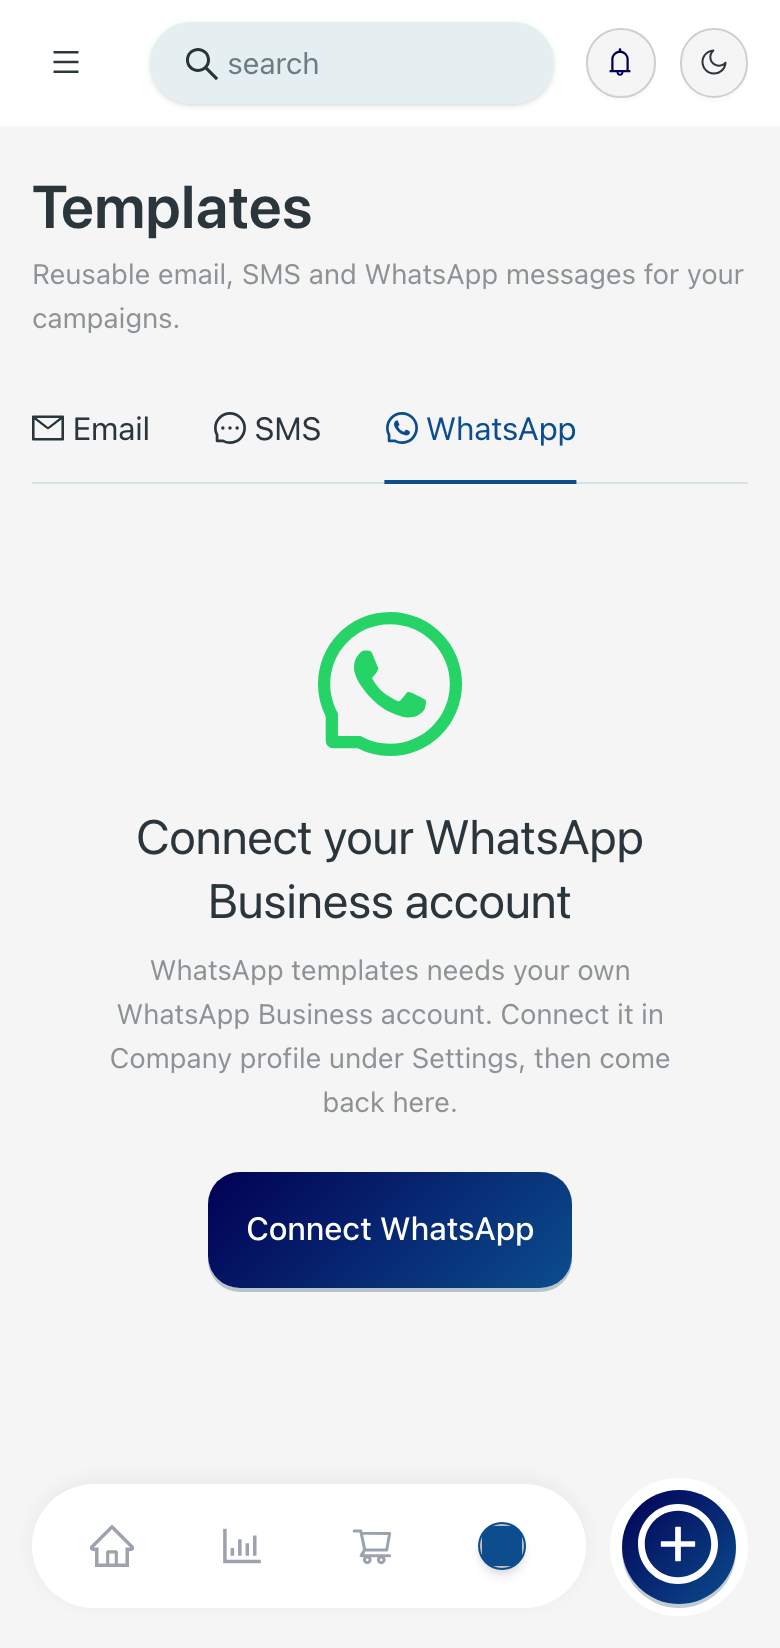 search
Templates
Reusable email, SMS and WhatsApp messages for your
campaigns.
Email SMS WhatsApp
Connect your WhatsApp
Business account
WhatsApp templates needs your own
WhatsApp Business account. Connect it in
Company profile under Settings, then come
back here.
Connect WhatsApp